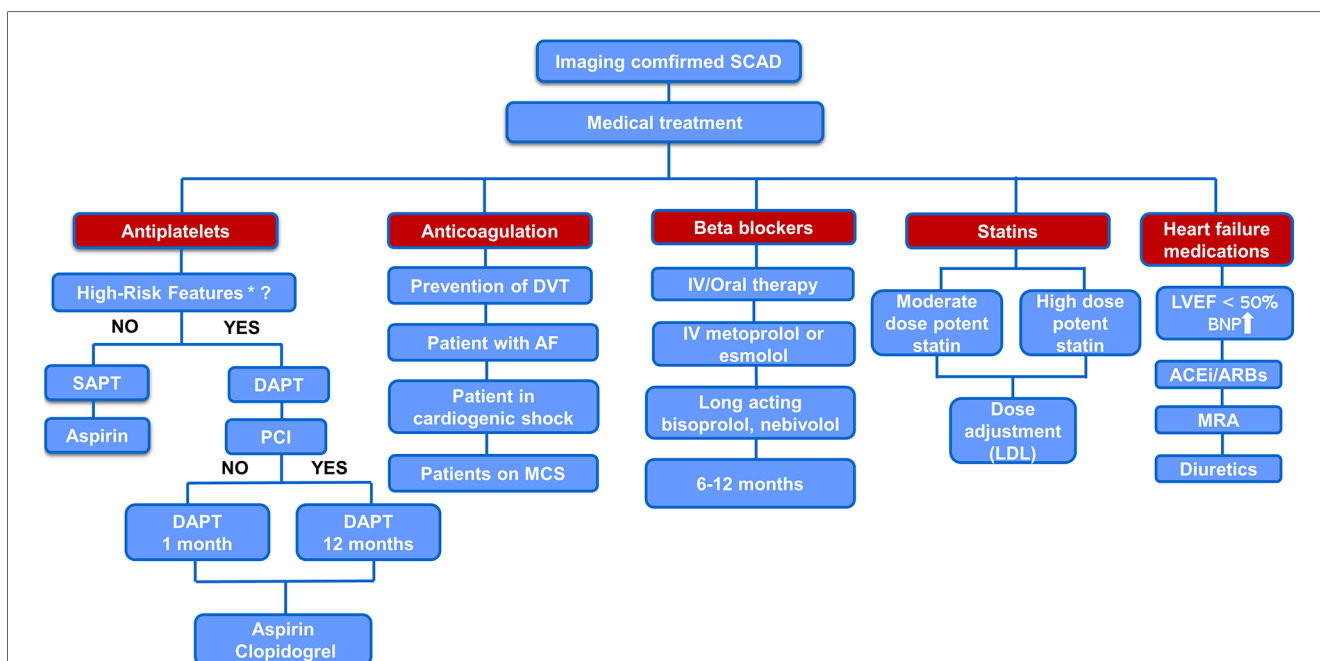 Imaging comfirmed SCAD
Medical treatment
Antiplatelets
High-Risk Features * ?
NO
YES
SAPT
DAPT
Aspirin
PCI
NO
YES
DAPT
1 month
DAPT
12 months
Aspirin
Clopidogrel
Anticoagulation
Prevention of DVT
Patient with AF
Patient in
cardiogenic shock
Patients on MCS
Beta blockers
IV/Oral therapy
IV metoprolol or
esmolol
Long acting
bisoprolol, nebivolol
6-12 months
Statins
Moderate
dose potent
statin
High dose
potent
statin
Dose
adjustment
(LDL)
Heart failure
medications
LVEF < 50%
BNP⬆
ACEi/ARBs
MRA
Diuretics